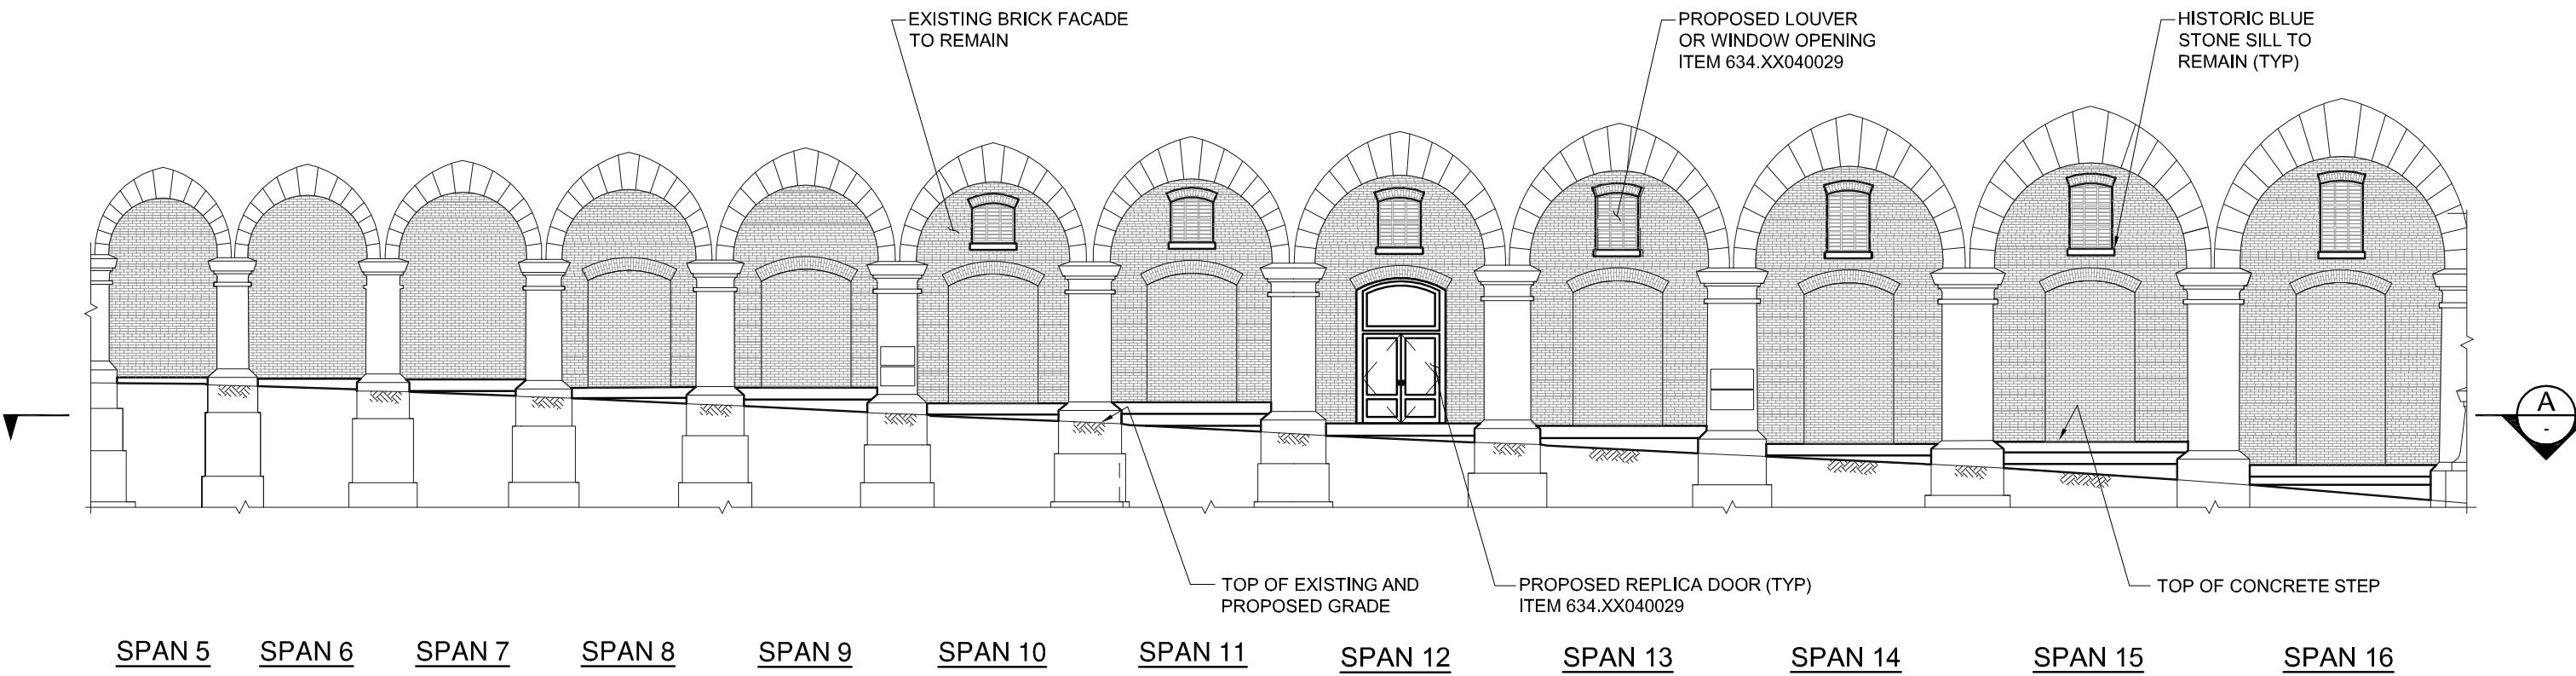 EXISTING BRICK FACADE
TO REMAIN
PROPOSED LOUVER
OR WINDOW OPENING
ITEM 634.XX040029
HISTORIC BLUE
STONE SILL TO
REMAIN (TYP)
A
-
TOP OF EXISTING AND
PROPOSED GRADE
PROPOSED REPLICA DOOR (TYP)
ITEM 634.XX040029
TOP OF CONCRETE STEP
SPAN 5
SPAN 6
SPAN 7
SPAN 8
SPAN 9
SPAN 10
SPAN 11
SPAN 12
SPAN 13
SPAN 14
SPAN 15
SPAN 16